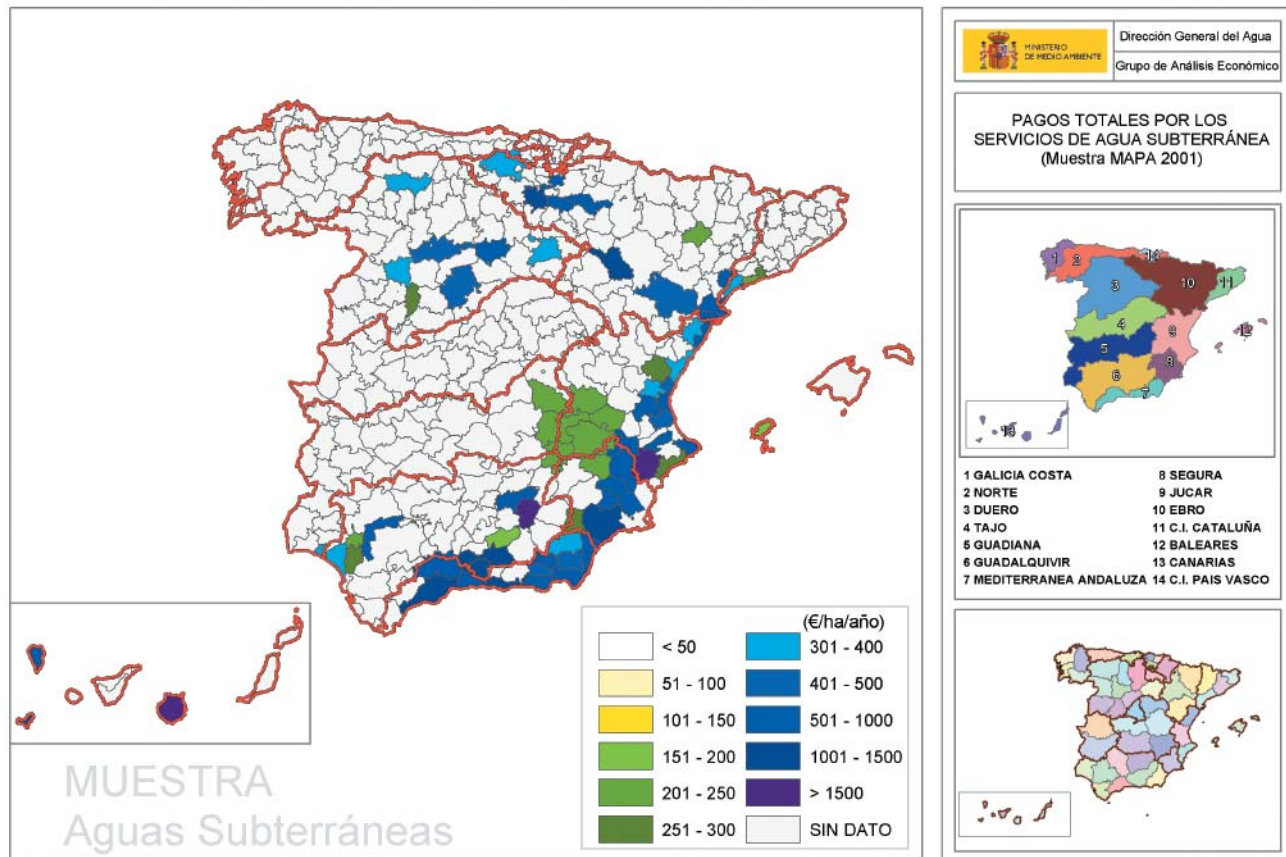 MINISTERIO
DE MEDIO AMBIENTE
Dirección General del Agua
Grupo de Análisis Económico
PAGOS TOTALES POR LOS
SERVICIOS DE AGUA SUBTERRÁNEA
(Muestra MAPA 2001)
1
2
3
4
5
6
7
8
9
10
11
12
13
14
1 GALICIA COSTA
2 NORTE
3 DUERO
4 TAJO
5 GUADIANA
6 GUADALQUIVIR
7 MEDITERRANEA ANDALUZA
8 SEGURA
9 JUCAR
10 EBRO
11 C.I. CATALUÑA
12 BALEARES
13 CANARIAS
14 C.I. PAIS VASCO
(€/ha/año)
< 50
51 - 100
101 - 150
151 - 200
201 - 250
251 - 300
301 - 400
401 - 500
501 - 1000
1001 - 1500
> 1500
SIN DATO
MUESTRA
Aguas Subterráneas